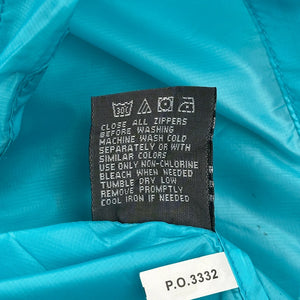 30C
CLOSE ALL ZIPPERS
BEFORE WASHING
MACHINE WASH COLD
SEPARATELY OR WITH
SIMILAR COLORS
USE ONLY NON-CHLORINE
BLEACH WHEN NEEDED
TUMBLE DRY LOW
REMOVE PROMPTLY
COOL IRON IF NEEDED
P.O.3332